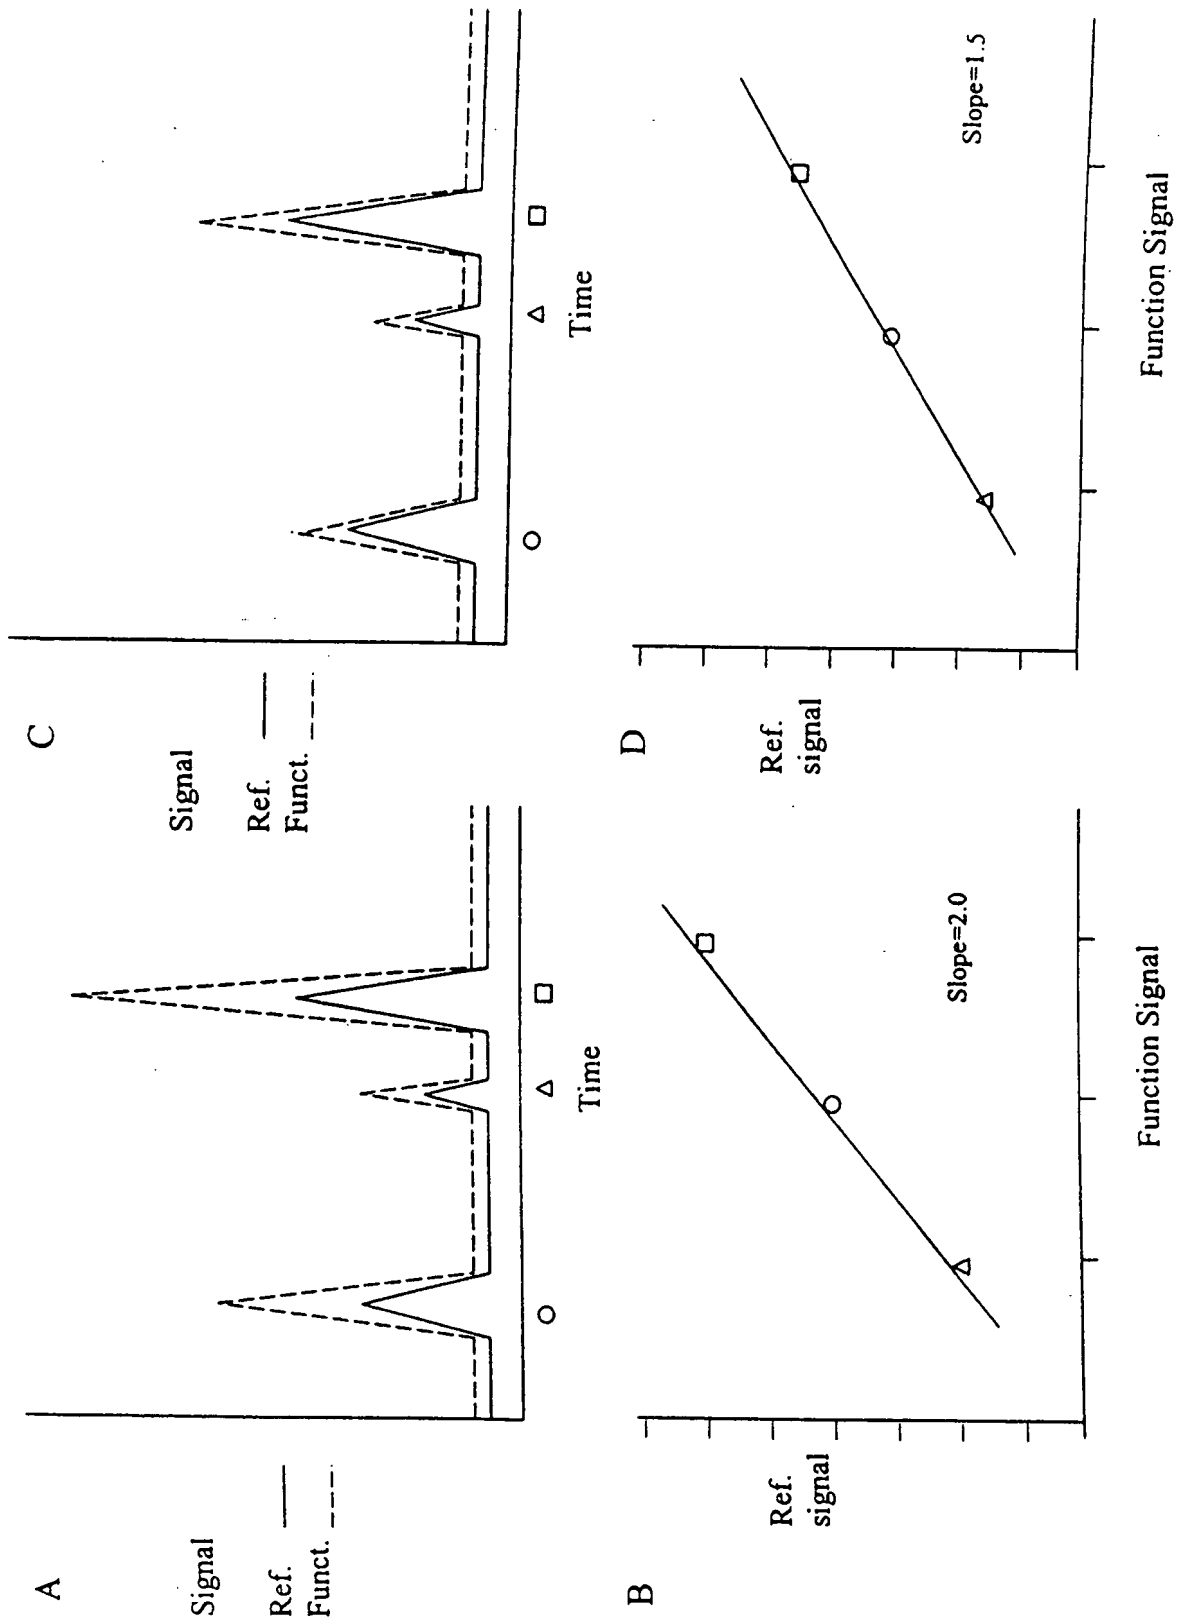 A
Signal
Ref.
Funct.
Time
B
Ref.
signal
Slope=2.0
Function Signal
C
Signal
Ref.
Funct.
Time
D
Ref.
signal
Slope=1.5
Function Signal